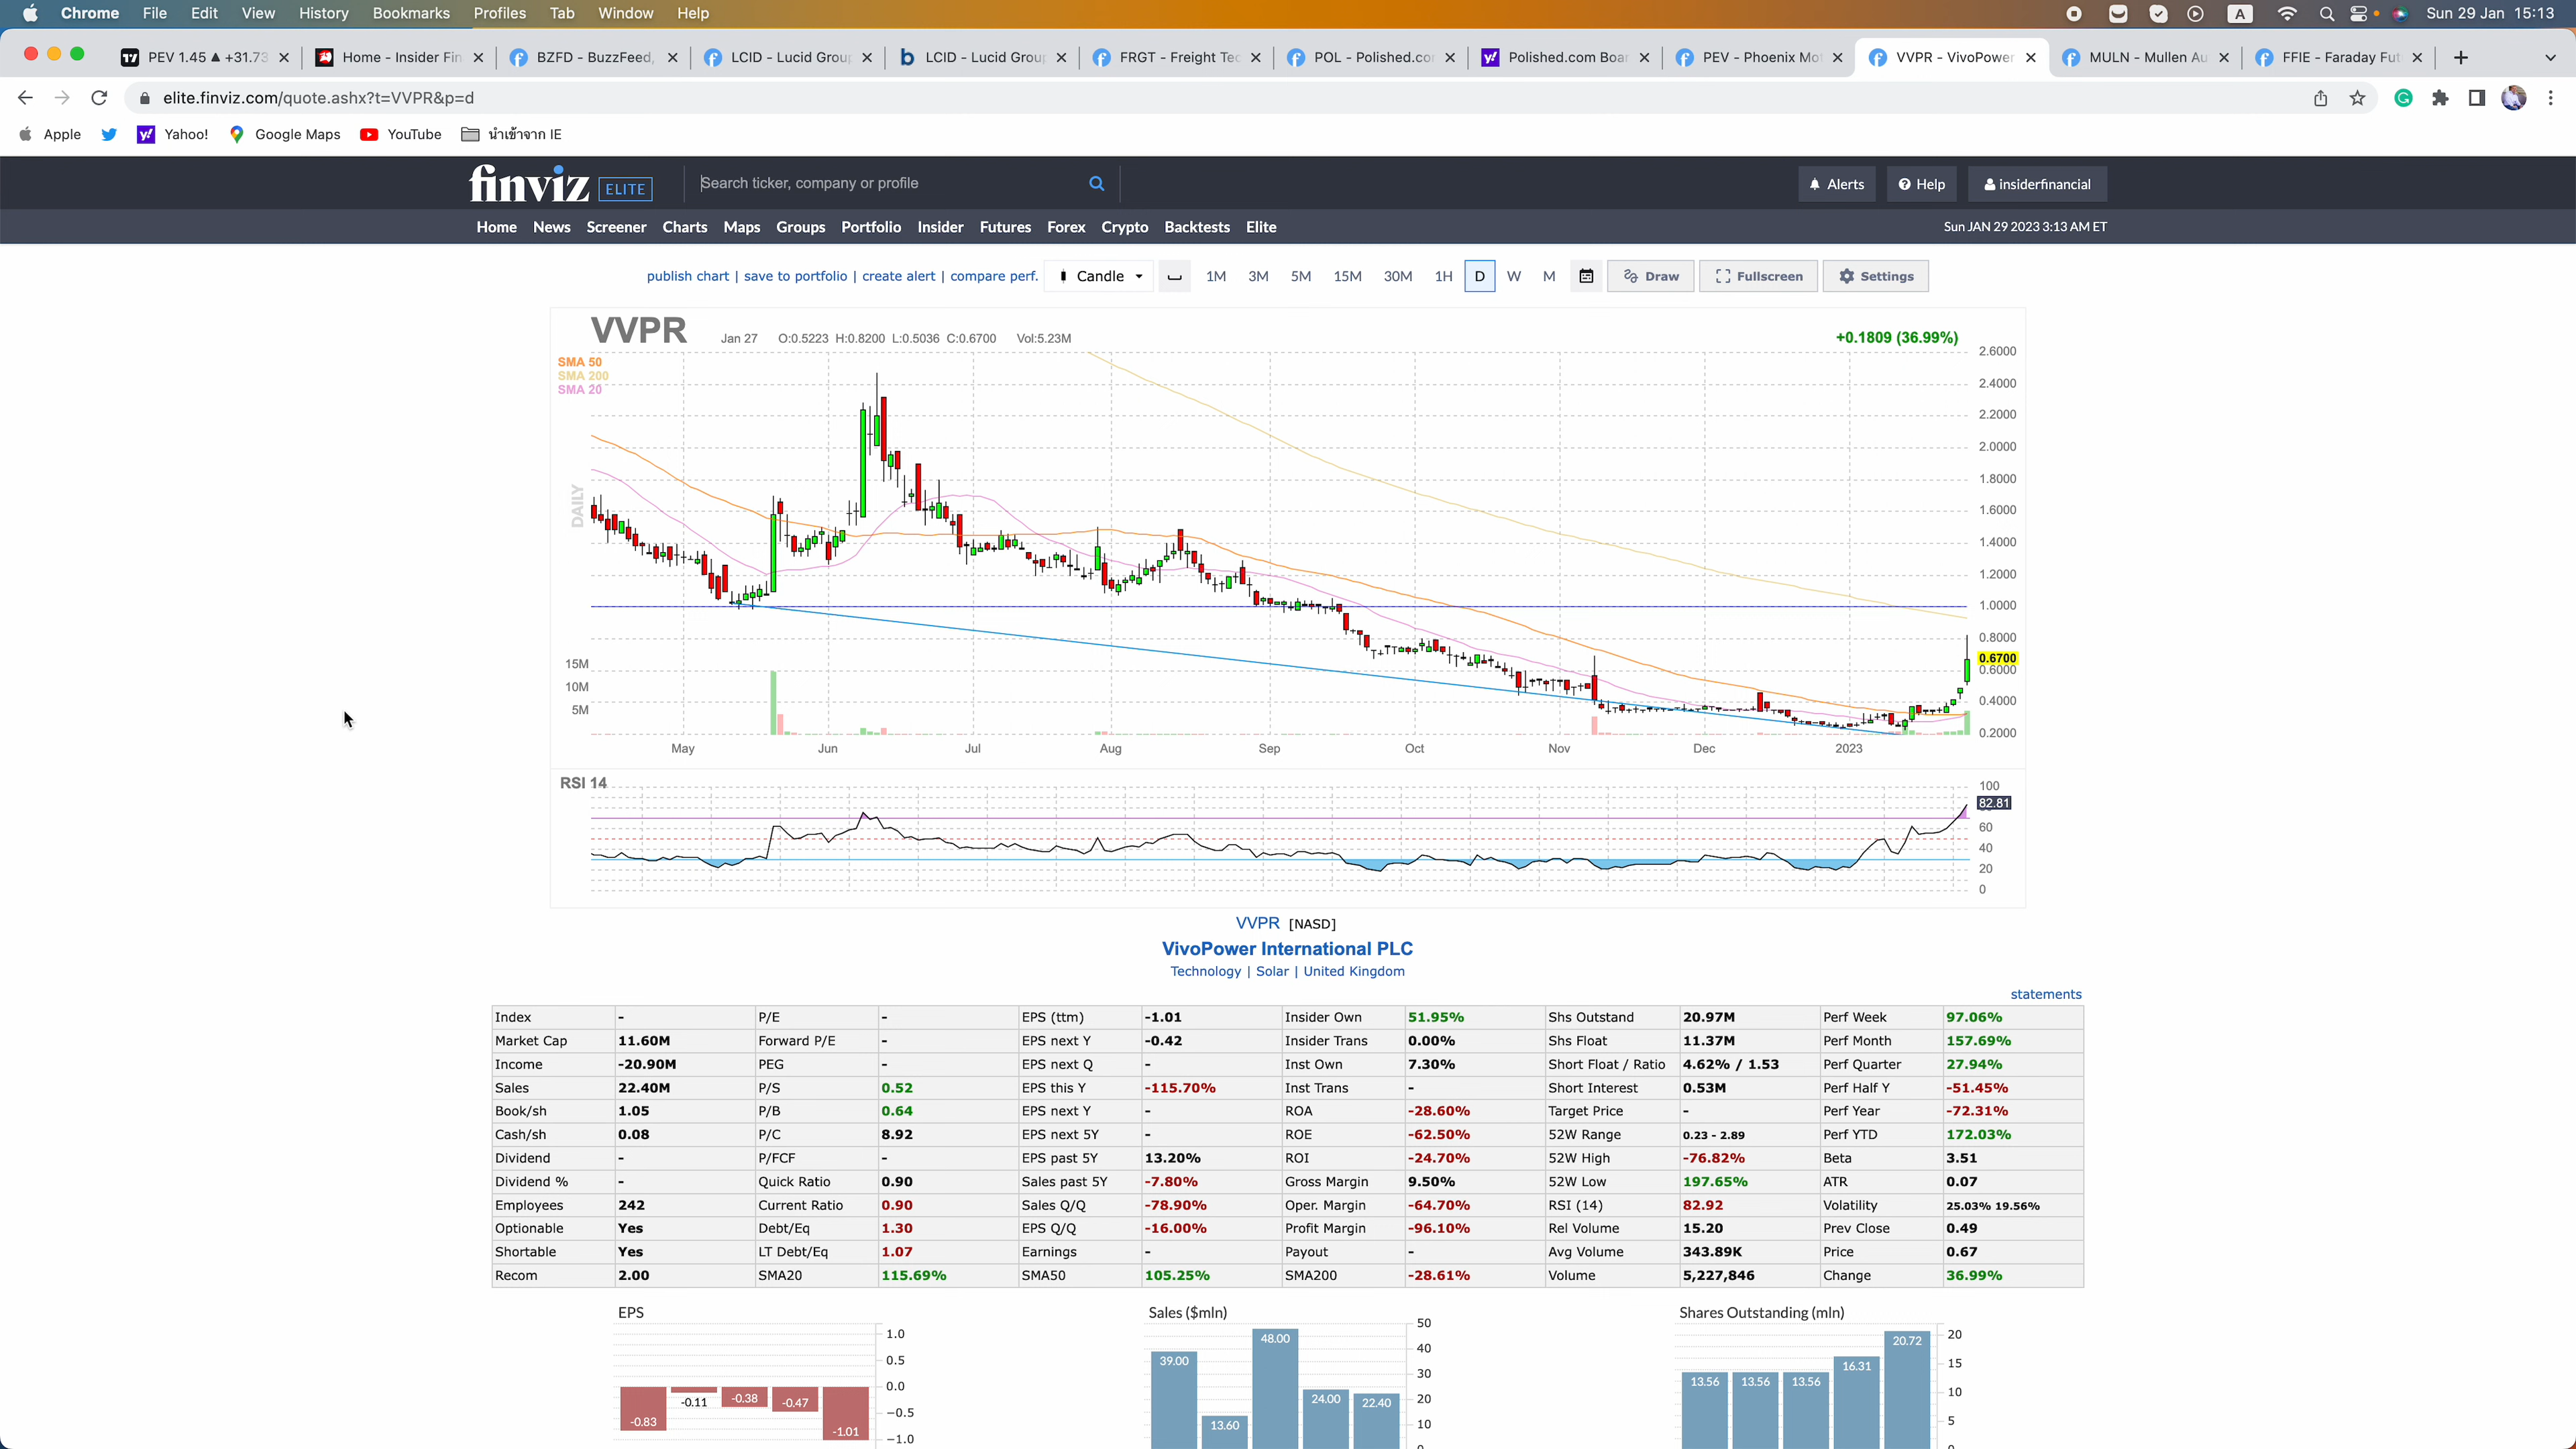 Chrome File Edit View History Bookmarks Profiles Tab Window Help A Sun 29 Jan 15:13
PEV 1.45 ▲ +31.73 Home - Insider Fin BZFD - BuzzFeed, LCID - Lucid Group LCID - Lucid Group FRGT - Freight Tec POL - Polished.cor Polished.com Boar PEV - Phoenix Mot VVPR - VivoPower MULN - Mullen Au FFIE - Faraday Fut
elite.finviz.com/quote.ashx?t=VVPR&p=d
Apple Yahoo! Google Maps YouTube นำเข้าจาก IE
finviz ELITE Search ticker, company or profile Alerts Help insiderfinancial
Home News Screener Charts Maps Groups Portfolio Insider Futures Forex Crypto Backtests Elite Sun JAN 29 2023 3:13 AM ET
publish chart | save to portfolio | create alert | compare perf. Candle 1M 3M 5M 15M 30M 1H D W M Draw Fullscreen Settings
VVPR Jan 27 O:0.5223 H:0.8200 L:0.5036 C:0.6700 Vol:5.23M +0.1809 (36.99%)
SMA 50
SMA 200
SMA 20
DAILY
2.6000
2.4000
2.2000
2.0000
1.8000
1.6000
1.4000
1.2000
1.0000
0.8000
0.6700
0.6000
0.4000
0.2000
15M
10M
5M
May Jun Jul Aug Sep Oct Nov Dec 2023
RSI 14
100
82.81
60
40
20
0
VVPR [NASD]
VivoPower International PLC
Technology | Solar | United Kingdom
statements
Index - P/E - EPS (ttm) -1.01 Insider Own 51.95% Shs Outstand 20.97M Perf Week 97.06%
Market Cap 11.60M Forward P/E - EPS next Y -0.42 Insider Trans 0.00% Shs Float 11.37M Perf Month 157.69%
Income -20.90M PEG - EPS next Q - Inst Own 7.30% Short Float / Ratio 4.62% / 1.53 Perf Quarter 27.94%
Sales 22.40M P/S 0.52 EPS this Y -115.70% Inst Trans - Short Interest 0.53M Perf Half Y -51.45%
Book/sh 1.05 P/B 0.64 EPS next Y - ROA -28.60% Target Price - Perf Year -72.31%
Cash/sh 0.08 P/C 8.92 EPS next 5Y - ROE -62.50% 52W Range 0.23 - 2.89 Perf YTD 172.03%
Dividend - P/FCF - EPS past 5Y 13.20% ROI -24.70% 52W High -76.82% Beta 3.51
Dividend % - Quick Ratio 0.90 Sales past 5Y -7.80% Gross Margin 9.50% 52W Low 197.65% ATR 0.07
Employees 242 Current Ratio 0.90 Sales Q/Q -78.90% Oper. Margin -64.70% RSI (14) 82.92 Volatility 25.03% 19.56%
Optionable Yes Debt/Eq 1.30 EPS Q/Q -16.00% Profit Margin -96.10% Rel Volume 15.20 Prev Close 0.49
Shortable Yes LT Debt/Eq 1.07 Earnings - Payout - Avg Volume 343.89K Price 0.67
Recom 2.00 SMA20 115.69% SMA50 105.25% SMA200 -28.61% Volume 5,227,846 Change 36.99%
EPS
1.0
0.5
0.0
-0.5
-1.0
-0.83 -0.11 -0.38 -0.47 -1.01
Sales ($mln)
50
40
30
20
10
39.00 13.60 48.00 24.00 22.40
Shares Outstanding (mln)
20
15
10
5
13.56 13.56 13.56 16.31 20.72